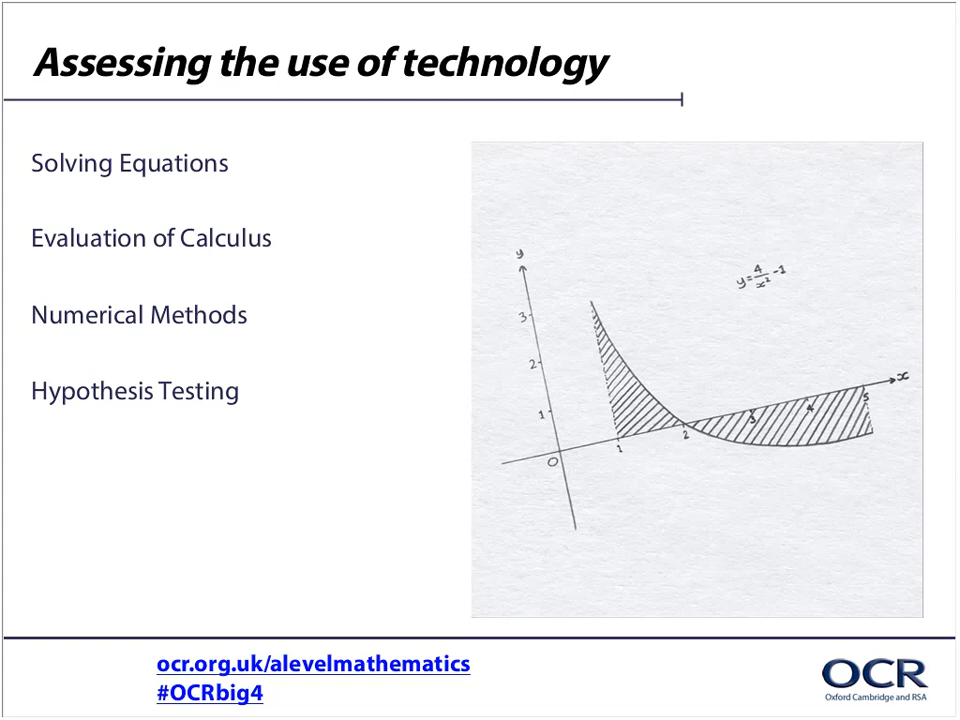 Assessing the use of technology
Solving Equations
Evaluation of Calculus
Numerical Methods
Hypothesis Testing
y
y=4/x²-1
3
2
1
O
1
2
3
4
5
x
ocr.org.uk/alevelmathematics
#OCRbig4
OCR
Oxford Cambridge and RSA